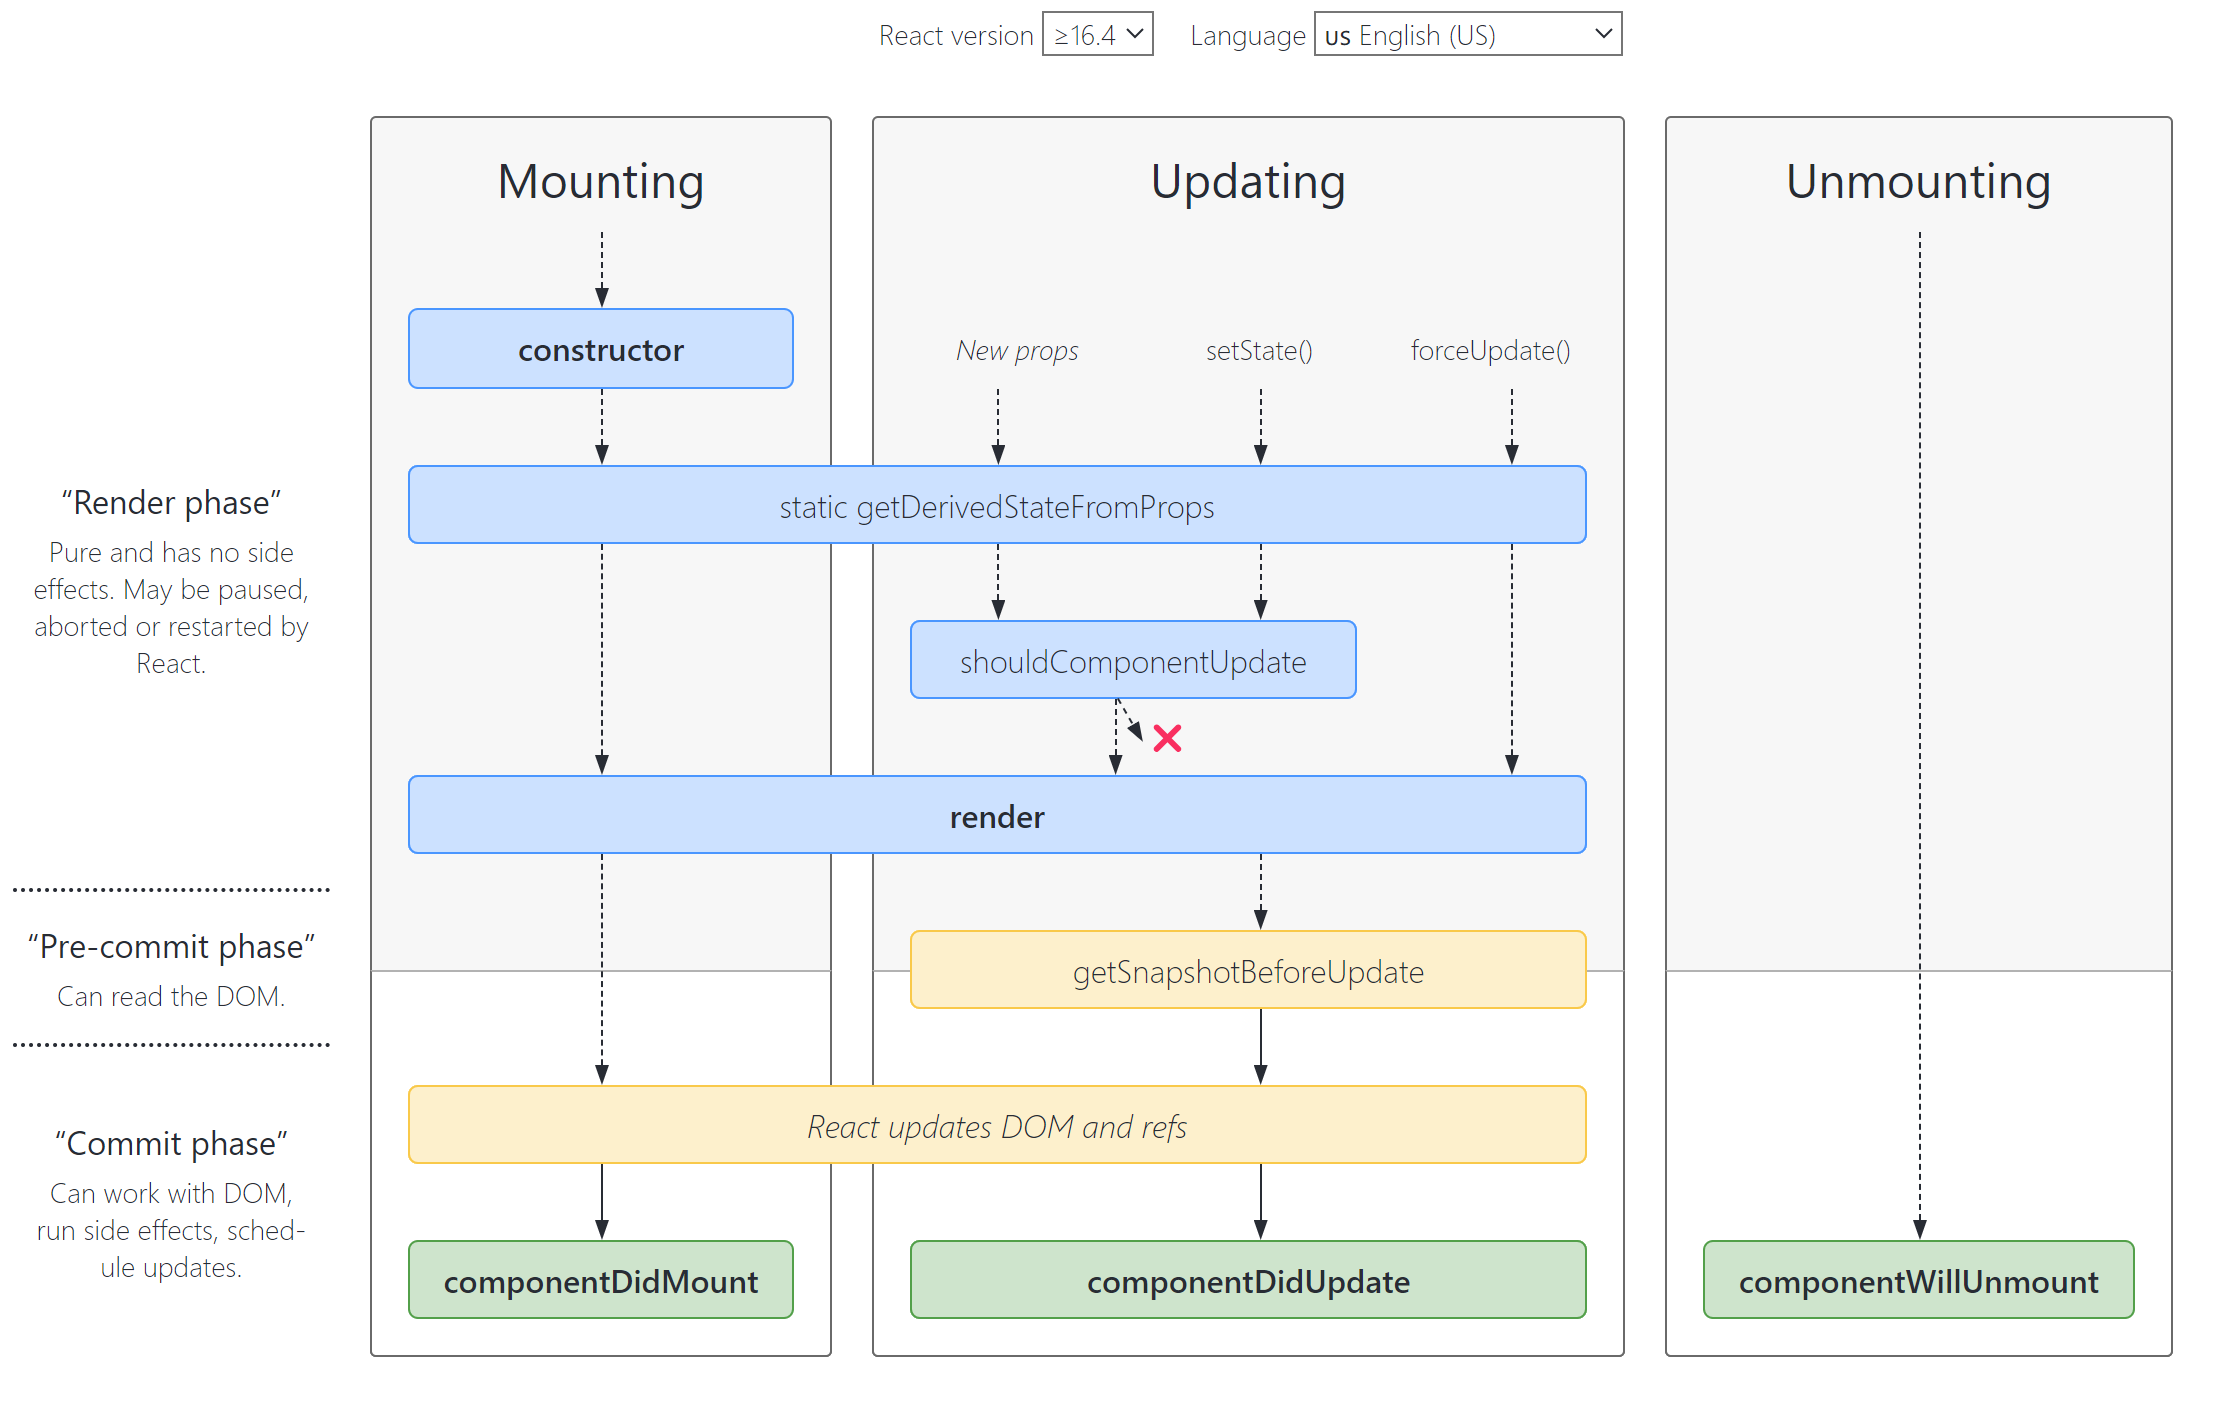 React version ≥16.4 Language us English (US)
Mounting
Updating
Unmounting
constructor
New props
setState()
forceUpdate()
static getDerivedStateFromProps
“Render phase”
Pure and has no side
effects. May be paused,
aborted or restarted by
React.
shouldComponentUpdate
render
“Pre-commit phase”
Can read the DOM.
getSnapshotBeforeUpdate
React updates DOM and refs
“Commit phase”
Can work with DOM,
run side effects, sched-
ule updates.
componentDidMount
componentDidUpdate
componentWillUnmount